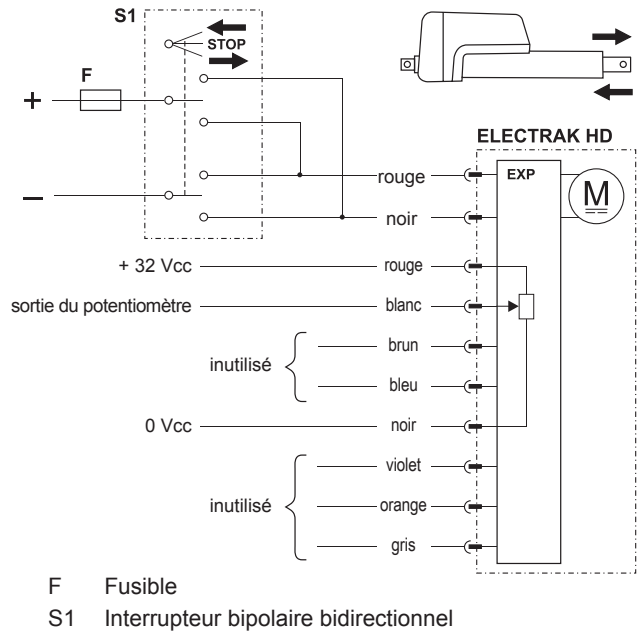 S1
STOP
F
+
–
ELECTRAK HD
EXP
M
rouge
noir
+ 32 Vcc
rouge
sortie du potentiomètre
blanc
brun
inutilisé
bleu
0 Vcc
noir
violet
inutilisé
orange
gris
F Fusible
S1 Interrupteur bipolaire bidirectionnel